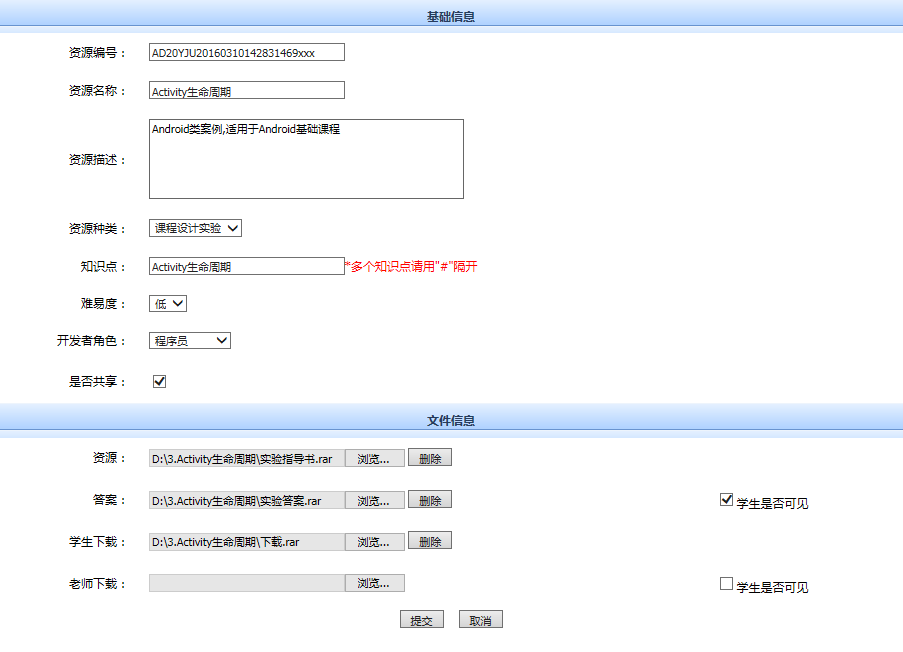 基础信息
资源编号： AD20YJU20160310142831469xxx
资源名称： Activity生命周期
资源描述： Android类案例,适用于Android基础课程
资源种类： 课程设计实验
知识点： Activity生命周期 *多个知识点请用"#"隔开
难易度： 低
开发者角色： 程序员
是否共享：
文件信息
资源： D:\3.Activity生命周期\实验指导书.rar 浏览... 删除
答案： D:\3.Activity生命周期\实验答案.rar 浏览... 删除 学生是否可见
学生下载： D:\3.Activity生命周期\下载.rar 浏览... 删除
老师下载： 浏览... 学生是否可见
提交 取消